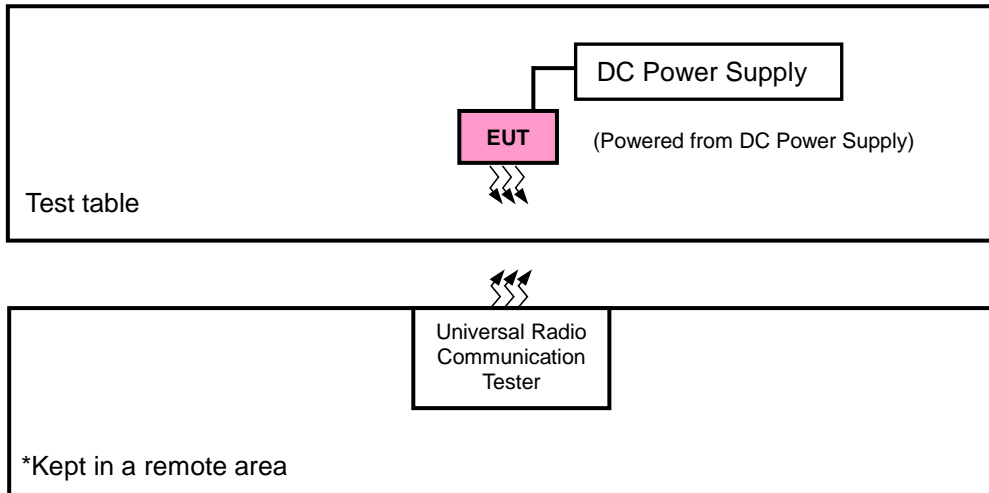 DC Power Supply
EUT
(Powered from DC Power Supply)
Test table
Universal Radio
Communication
Tester
*Kept in a remote area